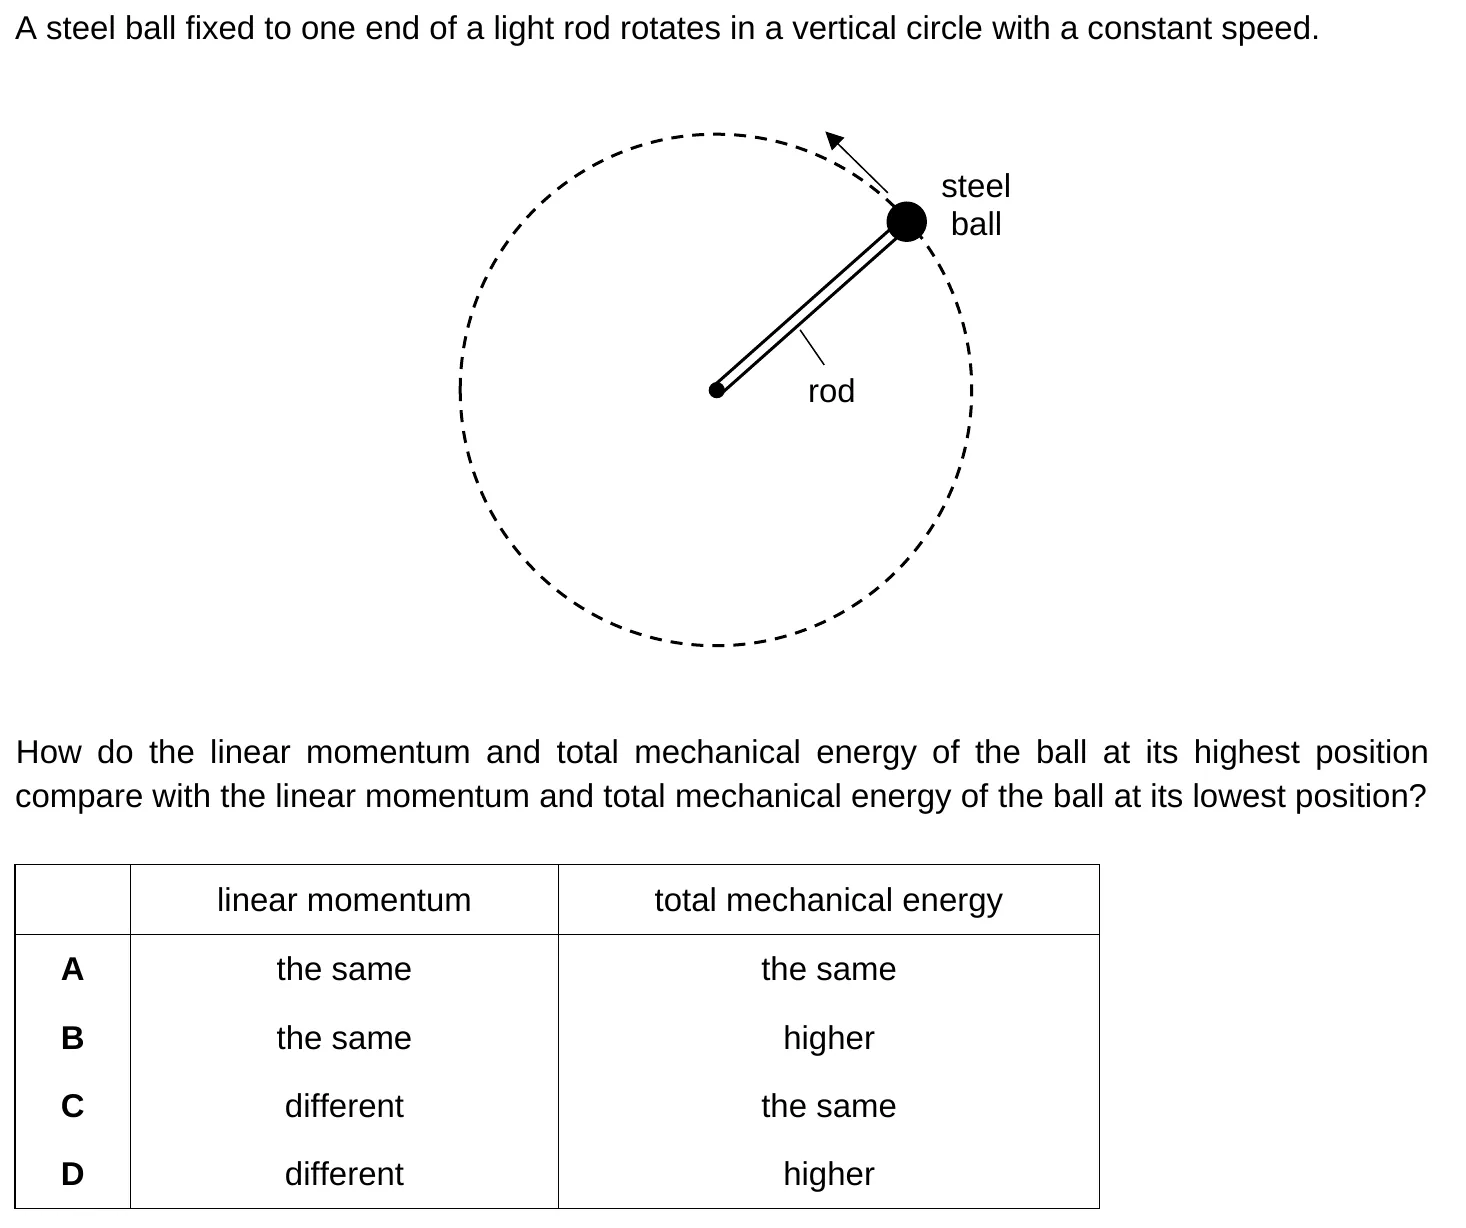 A steel ball fixed to one end of a light rod rotates in a vertical circle with a constant speed.
steel
ball
rod
How do the linear momentum and total mechanical energy of the ball at its highest position
compare with the linear momentum and total mechanical energy of the ball at its lowest position?
linear momentum total mechanical energy
A the same the same
B the same higher
C different the same
D different higher